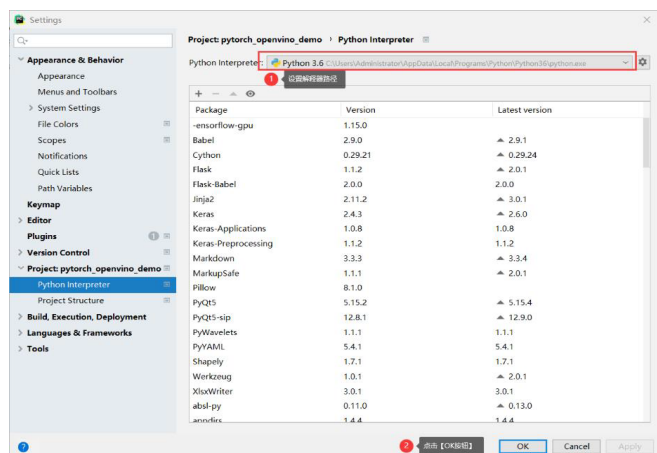 Settings
Appearance & Behavior
Appearance
Menus and Toolbars
System Settings
File Colors
Scopes
Notifications
Quick Lists
Path Variables
Keymap
Editor
Plugins 1
Version Control
Project: pytorch_openvino_demo
Python Interpreter
Project Structure
Build, Execution, Deployment
Languages & Frameworks
Tools
Project: pytorch_openvino_demo › Python Interpreter
Python Interpreter: Python 3.6 C:\Users\Administrator\AppData\Local\Programs\Python\Python36\python.exe
1 设置解释器路径
Package Version Latest version
-ensorflow-gpu 1.15.0
Babel 2.9.0 ▲ 2.9.1
Cython 0.29.21 ▲ 0.29.24
Flask 1.1.2 ▲ 2.0.1
Flask-Babel 2.0.0 2.0.0
Jinja2 2.11.2 ▲ 3.0.1
Keras 2.4.3 ▲ 2.6.0
Keras-Applications 1.0.8 1.0.8
Keras-Preprocessing 1.1.2 1.1.2
Markdown 3.3.3 ▲ 3.3.4
MarkupSafe 1.1.1 ▲ 2.0.1
Pillow 8.1.0
PyQt5 5.15.2 ▲ 5.15.4
PyQt5-sip 12.8.1 ▲ 12.9.0
PyWavelets 1.1.1 1.1.1
PyYAML 5.4.1 5.4.1
Shapely 1.7.1 1.7.1
Werkzeug 1.0.1 ▲ 2.0.1
XlsxWriter 3.0.1 3.0.1
absl-py 0.11.0 ▲ 0.13.0
appdirs 1.4.4 1.4.4
2 点击【OK按钮】
OK Cancel Apply